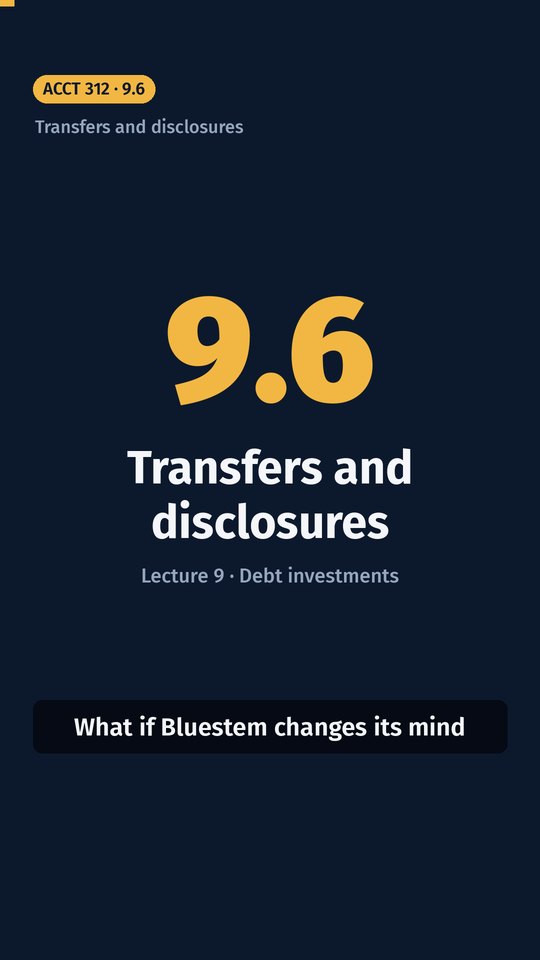 ACCT 312 · 9.6
Transfers and disclosures
9.6
Transfers and
disclosures
Lecture 9 · Debt investments
What if Bluestem changes its mind